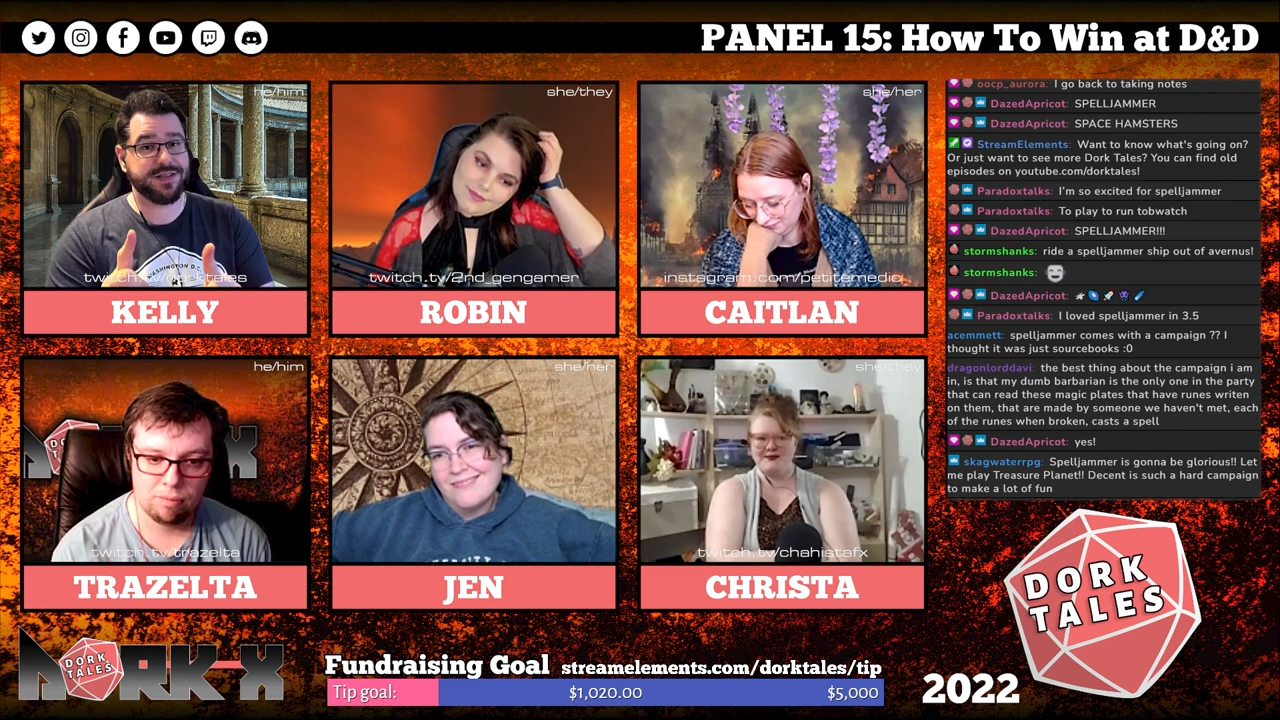 PANEL 15: How To Win at D&D
he/him
twitch.tv/dorktales
KELLY
WASHINGTON D.C.
she/they
twitch.tv/2nd_gengamer
ROBIN
she/her
instagram.com/petitemedic
CAITLAN
he/him
twitch.tv/trazelta
TRAZELTA
she/her
JEN
she/they
twitch.tv/chahistafx
CHRISTA
oocp_aurora: I go back to taking notes
DazedApricot: SPELLJAMMER
DazedApricot: SPACE HAMSTERS
StreamElements: Want to know what's going on?
Or just want to see more Dork Tales? You can find old
episodes on youtube.com/dorktales!
Paradoxtalks: I'm so excited for spelljammer
Paradoxtalks: To play to run tobwatch
DazedApricot: SPELLJAMMER!!!
stormshanks: ride a spelljammer ship out of avernus!
stormshanks:
DazedApricot:
Paradoxtalks: I loved spelljammer in 3.5
acemmett: spelljammer comes with a campaign ?? I
thought it was just sourcebooks :0
dragonlorddavi: the best thing about the campaign i am
in, is that my dumb barbarian is the only one in the party
that can read these magic plates that have runes writen
on them, that are made by someone we haven't met, each
of the runes when broken, casts a spell
DazedApricot: yes!
skagwaterrpg: Spelljammer is gonna be glorious!! Let
me play Treasure Planet!! Decent is such a hard campaign
to make a lot of fun
DORK
TALES
DORK-X
DORK
TALES
Fundraising Goal streamelements.com/dorktales/tip
Tip goal: $1,020.00 $5,000
2022